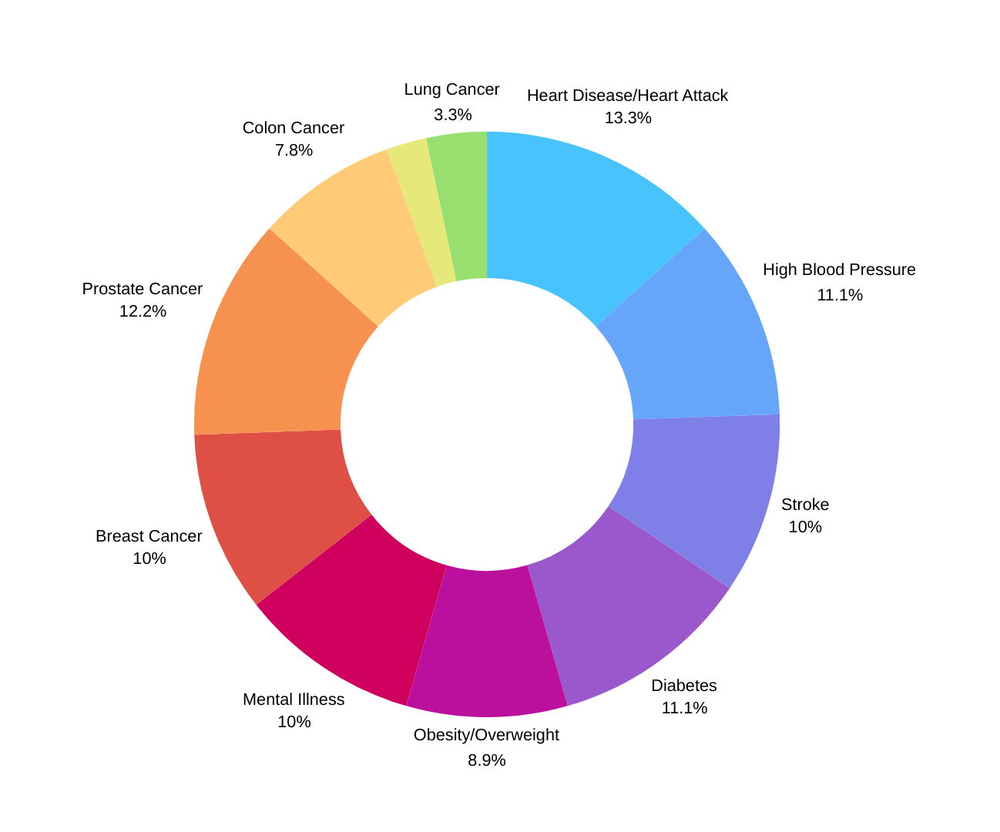 Lung Cancer
3.3%
Heart Disease/Heart Attack
13.3%
Colon Cancer
7.8%
High Blood Pressure
11.1%
Prostate Cancer
12.2%
Stroke
10%
Breast Cancer
10%
Diabetes
11.1%
Mental Illness
10%
Obesity/Overweight
8.9%